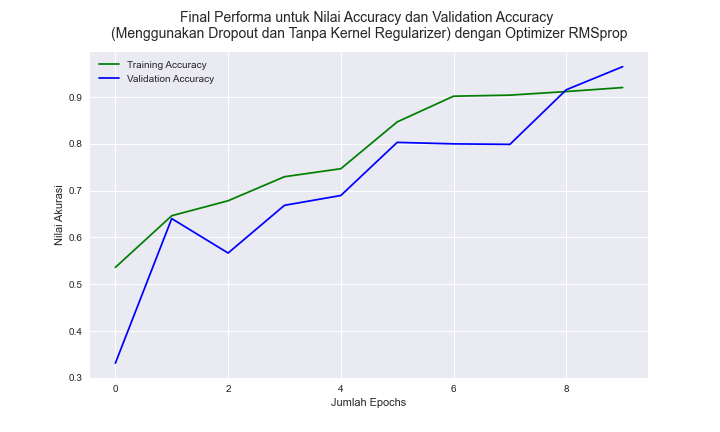 Final Performa untuk Nilai Accuracy dan Validation Accuracy
(Menggunakan Dropout dan Tanpa Kernel Regularizer) dengan Optimizer RMSprop
Training Accuracy
Validation Accuracy
0.9
0.8
0.7
0.6
0.5
0.4
0.3
Nilai Akurasi
0 2 4 6 8
Jumlah Epochs